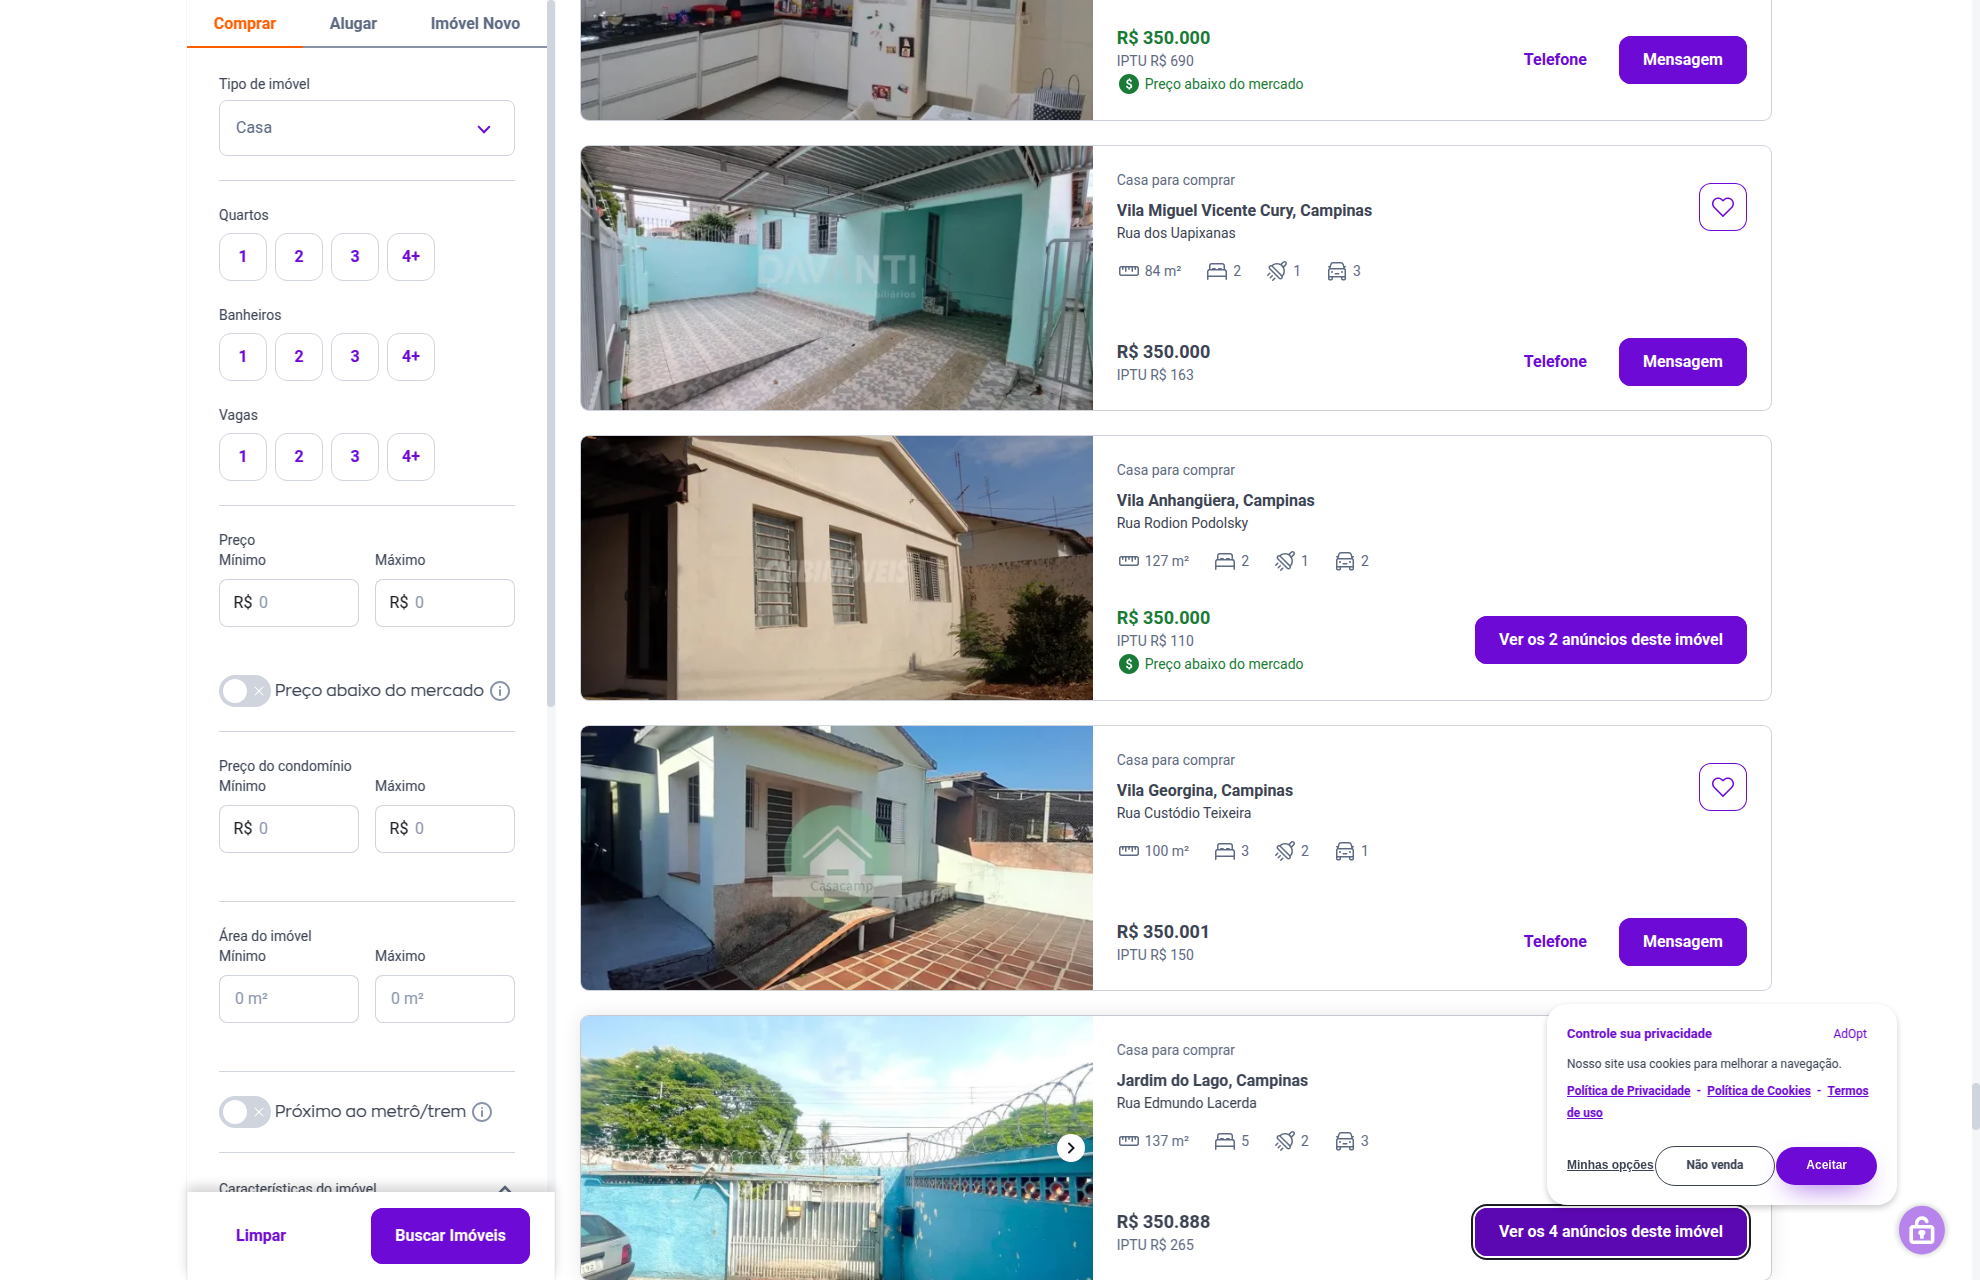 Comprar
Alugar
Imóvel Novo
Tipo de imóvel
Casa
Quartos
1
2
3
4+
Banheiros
1
2
3
4+
Vagas
1
2
3
4+
Preço
Mínimo
Máximo
R$ 0
R$ 0
Preço abaixo do mercado
Preço do condomínio
Mínimo
Máximo
R$ 0
R$ 0
Área do imóvel
Mínimo
Máximo
0 m²
0 m²
Próximo ao metrô/trem
Características do imóvel
Limpar
Buscar Imóveis
R$ 350.000
IPTU R$ 690
Preço abaixo do mercado
Telefone
Mensagem
DAVANTI
Casa para comprar
Vila Miguel Vicente Cury, Campinas
Rua dos Uapixanas
84 m²
2
1
3
R$ 350.000
IPTU R$ 163
Telefone
Mensagem
Casa para comprar
Vila Anhangüera, Campinas
Rua Rodion Podolsky
127 m²
2
1
2
R$ 350.000
IPTU R$ 110
Preço abaixo do mercado
Ver os 2 anúncios deste imóvel
Casacamp
Casa para comprar
Vila Georgina, Campinas
Rua Custódio Teixeira
100 m²
3
2
1
R$ 350.001
IPTU R$ 150
Telefone
Mensagem
Casa para comprar
Jardim do Lago, Campinas
Rua Edmundo Lacerda
137 m²
5
2
3
R$ 350.888
IPTU R$ 265
Ver os 4 anúncios deste imóvel
Controle sua privacidade
AdOpt
Nosso site usa cookies para melhorar a navegação.
Política de Privacidade - Política de Cookies - Termos
de uso
Minhas opções
Não venda
Aceitar